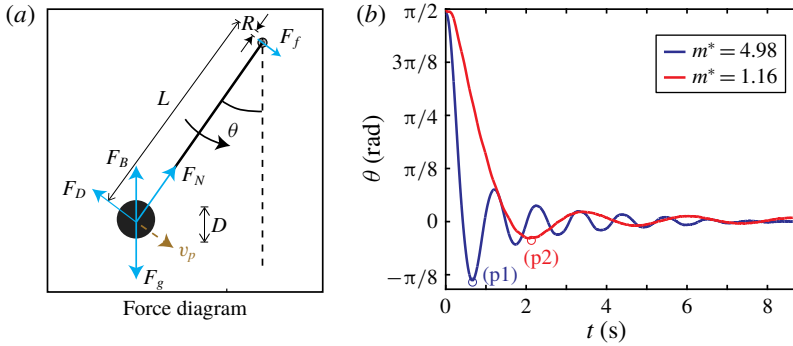 (a)
R
F_f
L
θ
F_B
F_N
F_D
D
v_p
F_g
Force diagram
(b)
π/2
3π/8
π/4
π/8
0
−π/8
θ (rad)
m* = 4.98
m* = 1.16
(p1)
(p2)
0 2 4 6 8
t (s)